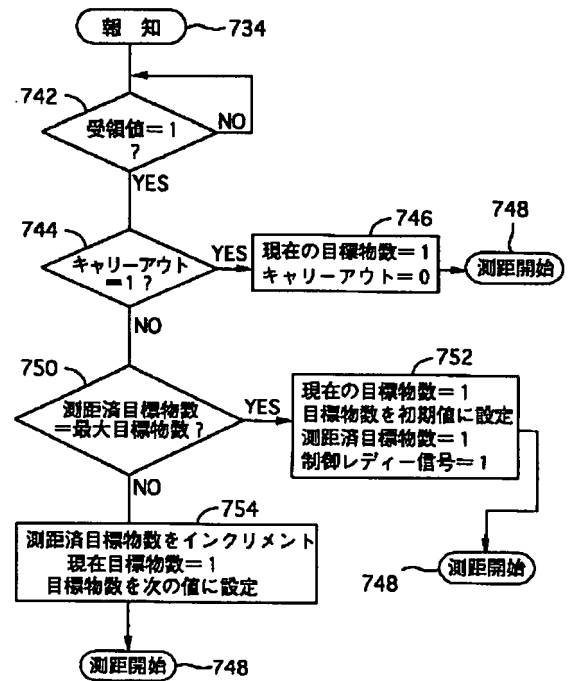 報 知
734
742
受領値=1
?
NO
YES
744
キャリーアウト
=1?
YES
746
現在の目標物数=1
キャリーアウト=0
748
測距開始
NO
750
測距済目標物数
=最大目標物数?
YES
752
現在の目標物数=1
目標物数を初期値に設定
測距済目標物数=1
制御レディー信号=1
748
測距開始
NO
754
測距済目標物数をインクリメント
現在目標物数=1
目標物数を次の値に設定
測距開始
748